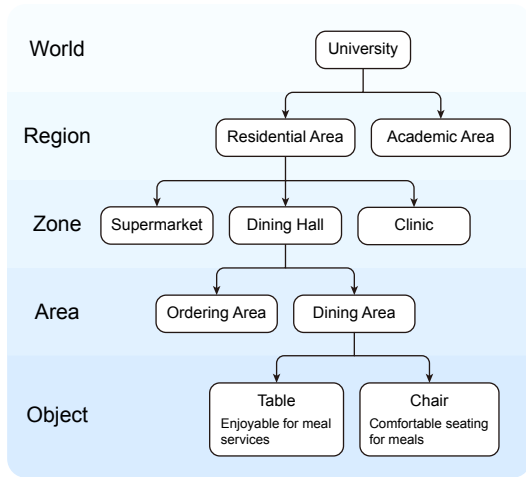 World
University
Region
Residential Area
Academic Area
Zone
Supermarket
Dining Hall
Clinic
Area
Ordering Area
Dining Area
Object
Table
Enjoyable for meal
services
Chair
Comfortable seating
for meals